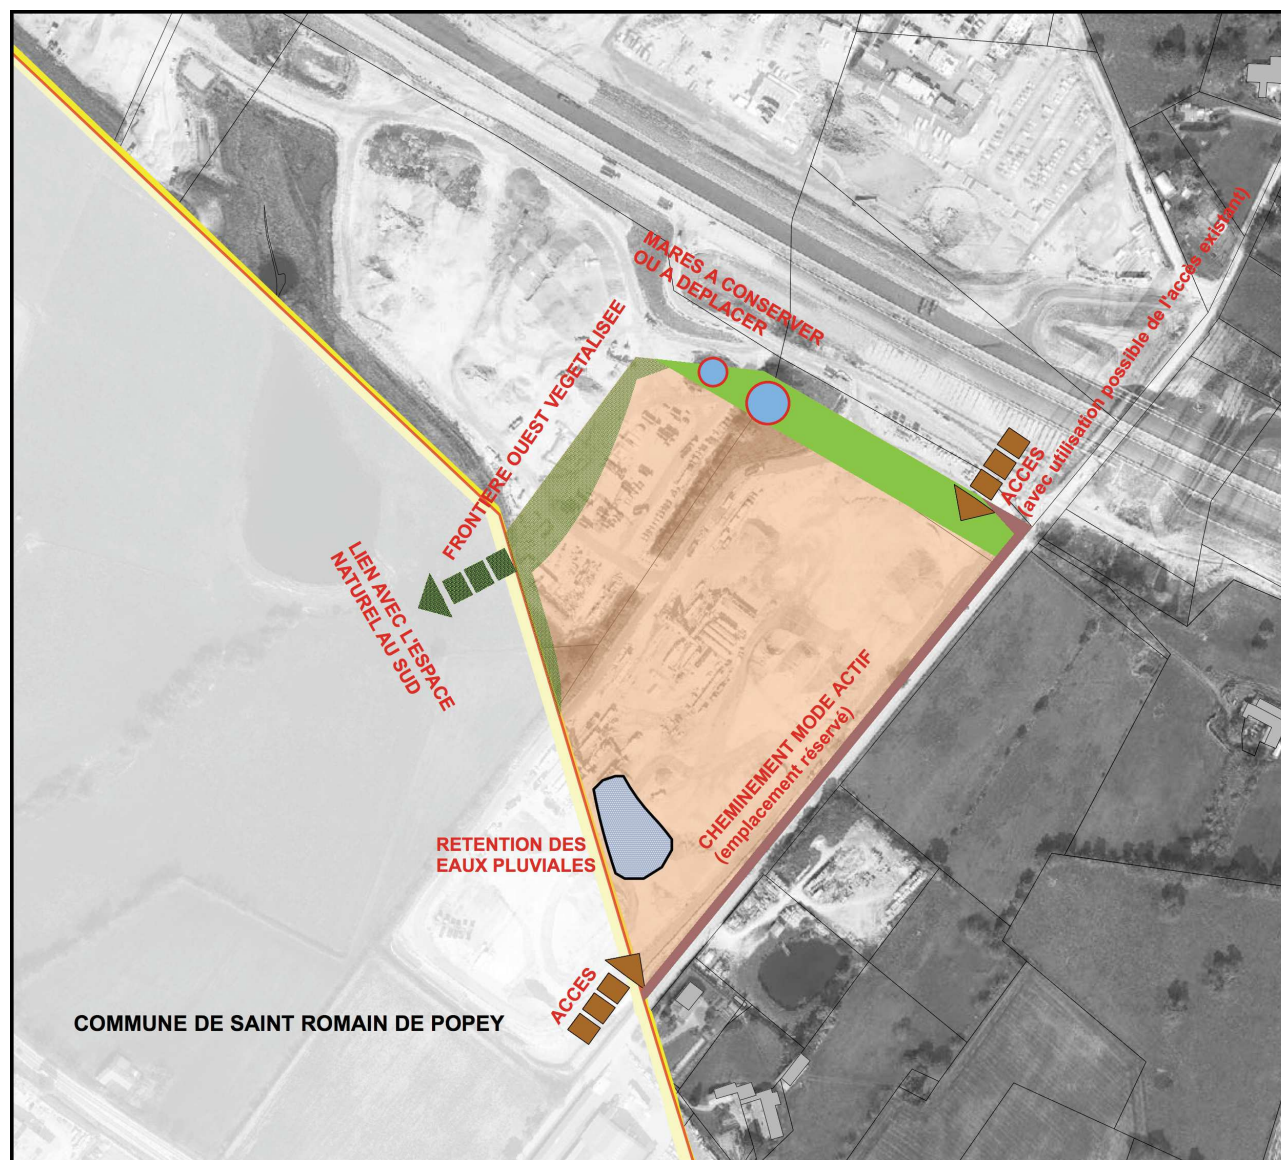 MARES A CONSERVER
OU A DEPLACER
ACCES
(avec utilisation possible de l'accès existant)
FRONTIERE OUEST VEGETALISEE
LIEN AVEC L'ESPACE
NATUREL AU SUD
CHEMINEMENT MODE ACTIF
(emplacement réservé)
RETENTION DES
EAUX PLUVIALES
ACCES
COMMUNE DE SAINT ROMAIN DE POPEY